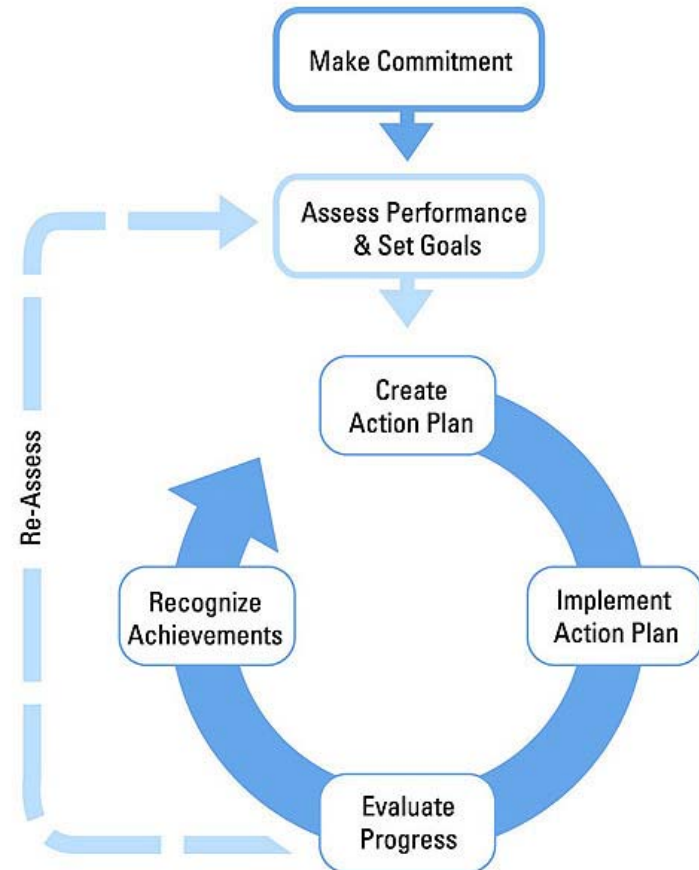 Make Commitment
Assess Performance
& Set Goals
Create
Action Plan
Implement
Action Plan
Evaluate
Progress
Recognize
Achievements
Re-Assess